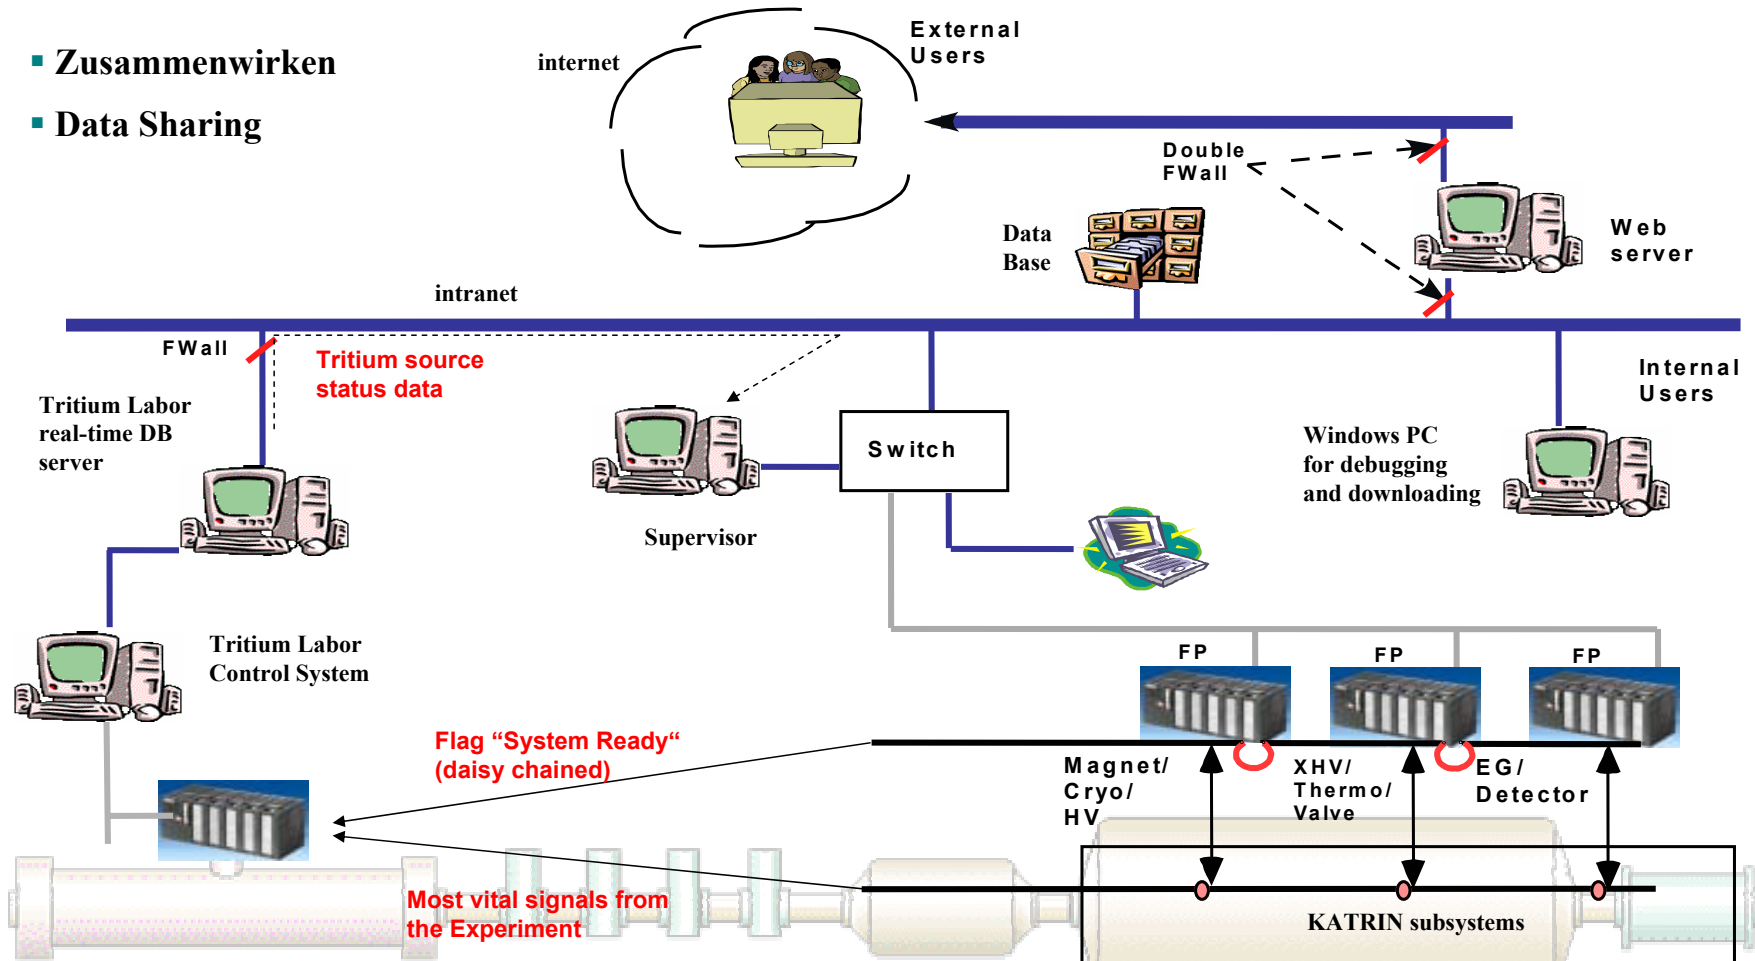 ▪ Zusammenwirken
▪ Data Sharing
internet
External
Users
Double
FWall
Data
Base
Web
server
intranet
FWall
Tritium source
status data
Internal
Users
Tritium Labor
real-time DB
server
Switch
Windows PC
for debugging
and downloading
Supervisor
Tritium Labor
Control System
FP
FP
FP
Flag “System Ready“
(daisy chained)
Magnet/
Cryo/
HV
XHV/
Thermo/
Valve
EG/
Detector
Most vital signals from
the Experiment
KATRIN subsystems